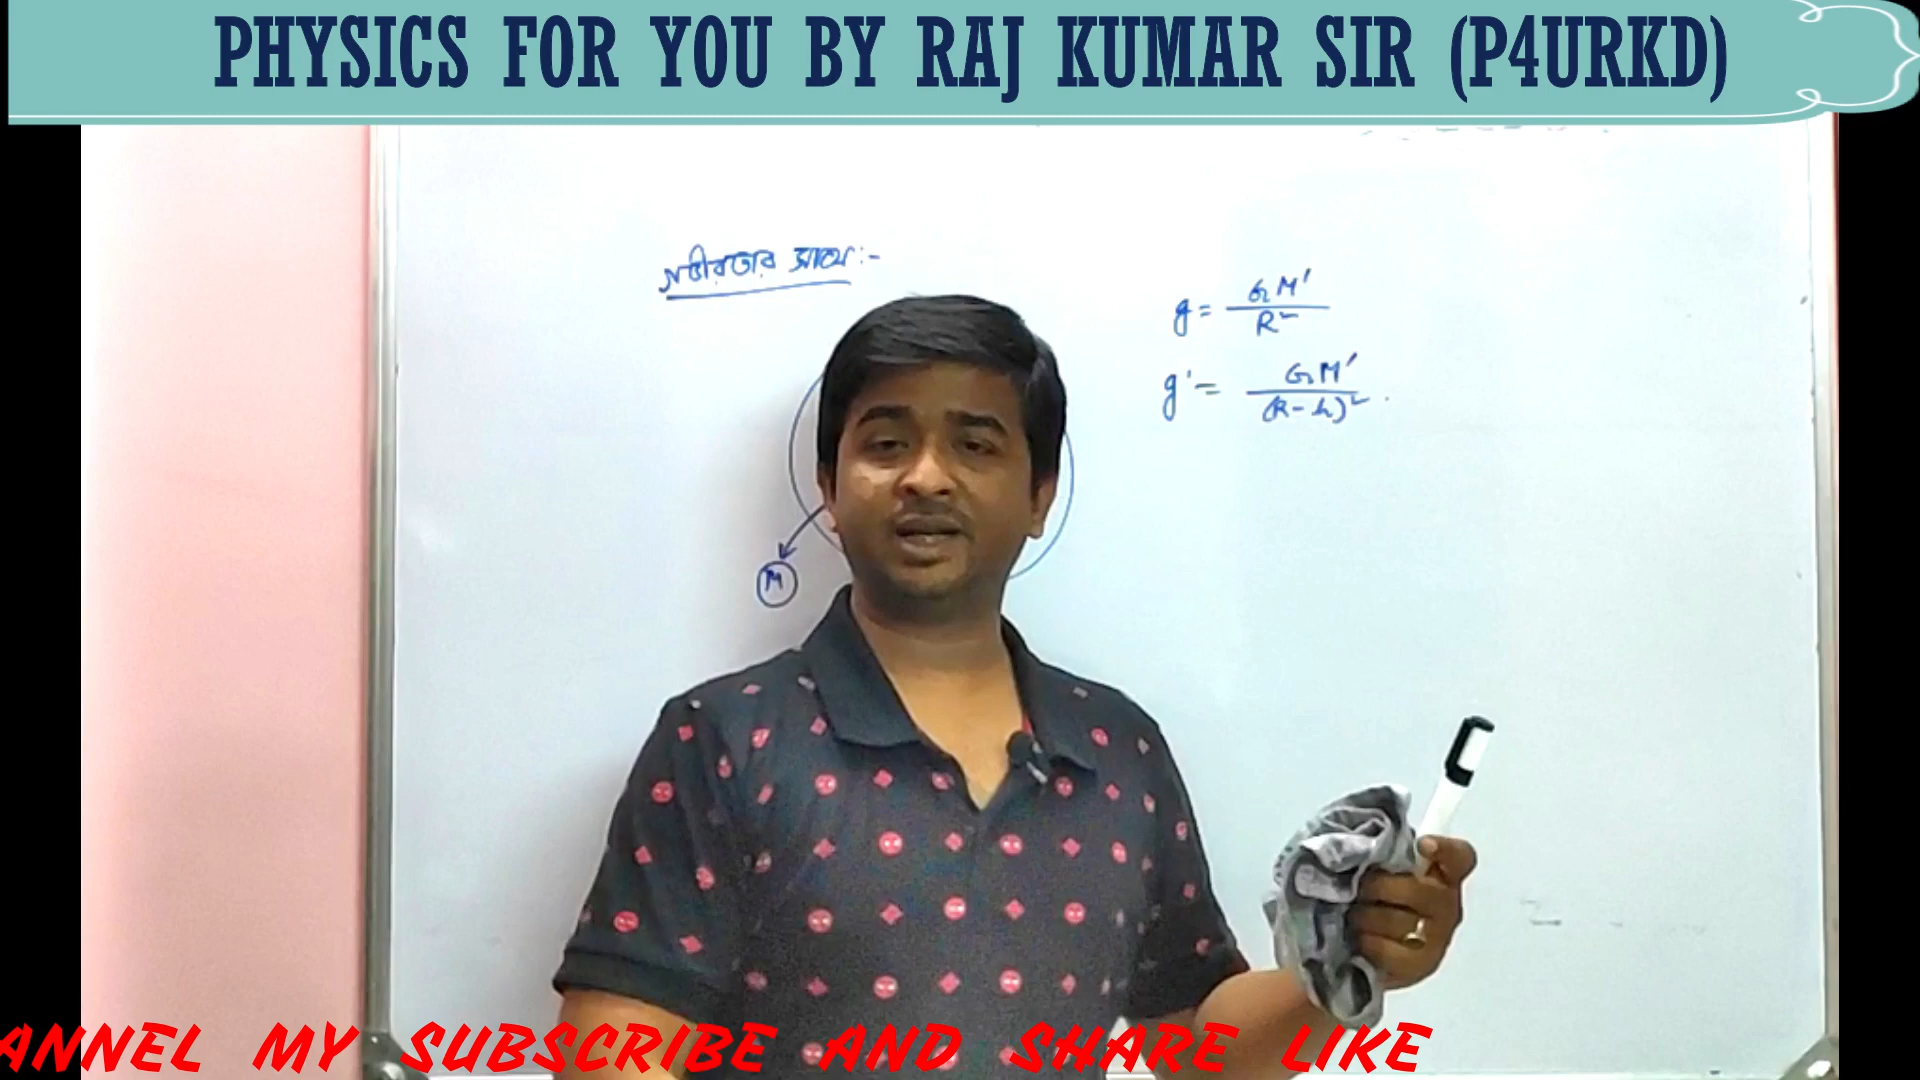 PHYSICS FOR YOU BY RAJ KUMAR SIR (P4URKD)
গভীরতার সাথে :-
g = GM'
R²
g' = GM'
(R-h)²
M
ANNEL MY SUBSCRIBE AND SHARE LIKE